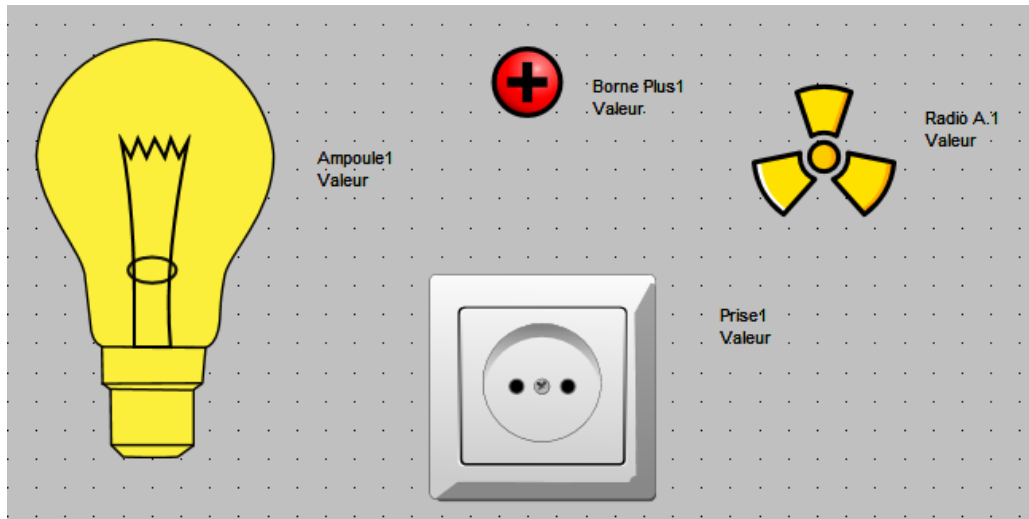 Borne Plus1
Valeur
Radio A.1
Valeur
Ampoule1
Valeur
Prise1
Valeur